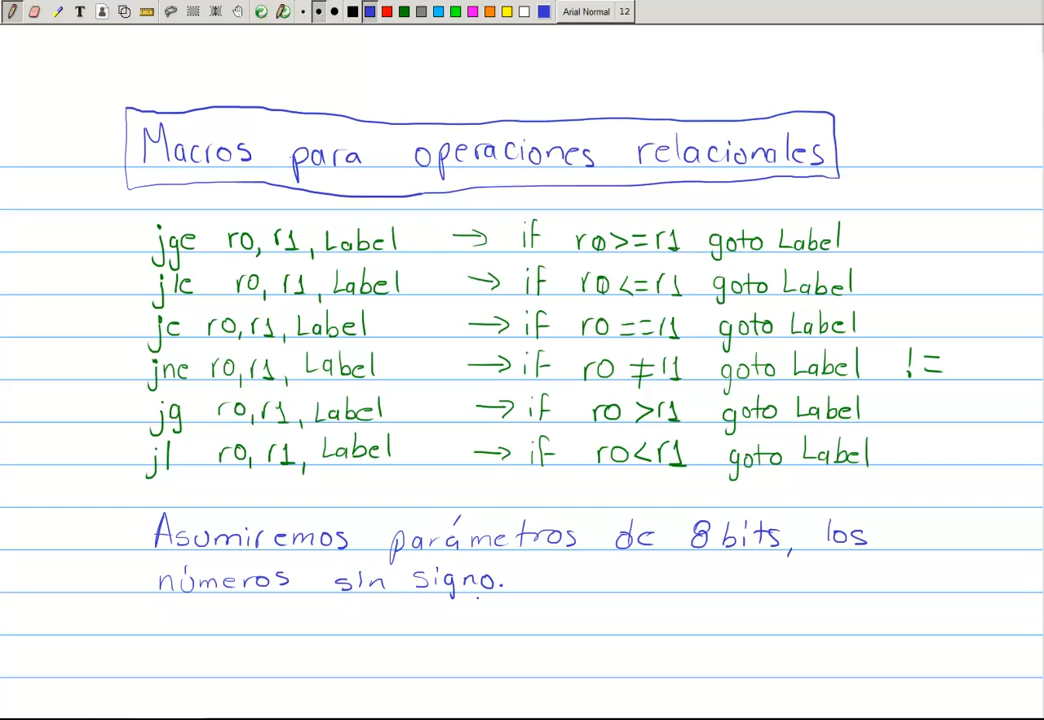 Arial Normal 12
Macros para operaciones relacionales
jge r0, r1, Label → if r0>=r1 goto Label
jle r0, r1, Label → if r0<=r1 goto Label
je r0, r1, Label → if r0==r1 goto Label
jne r0, r1, Label → if r0 ≠ r1 goto Label !=
jg r0, r1, Label → if r0>r1 goto Label
jl r0, r1, Label → if r0<r1 goto Label
Asumiremos parámetros de 8bits, los
números sin signo.